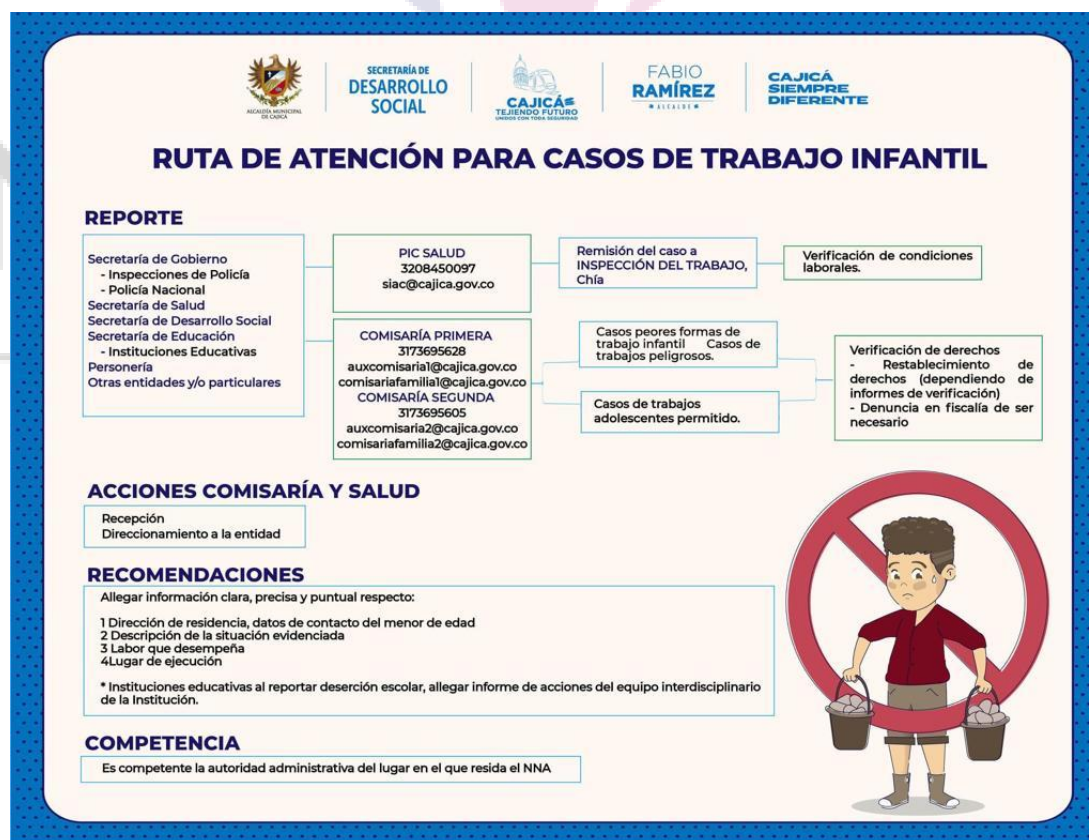 ALCALDÍA MUNICIPAL
DE CAJICÁ
SECRETARÍA DE
DESARROLLO
SOCIAL
CAJICÁ
TEJIENDO FUTURO
UNIDOS CON TODA SEGURIDAD
FABIO
RAMÍREZ
ALCALDE
CAJICÁ
SIEMPRE
DIFERENTE
RUTA DE ATENCIÓN PARA CASOS DE TRABAJO INFANTIL
REPORTE
Secretaría de Gobierno
- Inspecciones de Policía
- Policía Nacional
Secretaría de Salud
Secretaría de Desarrollo Social
Secretaría de Educación
- Instituciones Educativas
Personería
Otras entidades y/o particulares
PIC SALUD
3208450097
siac@cajica.gov.co
Remisión del caso a
INSPECCIÓN DEL TRABAJO,
Chía
Verificación de condiciones
laborales.
COMISARÍA PRIMERA
3173695628
auxcomisaria1@cajica.gov.co
comisariafamilia1@cajica.gov.co
COMISARÍA SEGUNDA
3173695605
auxcomisaria2@cajica.gov.co
comisariafamilia2@cajica.gov.co
Casos peores formas de
trabajo infantil Casos de
trabajos peligrosos.
Casos de trabajos
adolescentes permitido.
Verificación de derechos
- Restablecimiento de
derechos (dependiendo de
informes de verificación)
- Denuncia en fiscalía de ser
necesario
ACCIONES COMISARÍA Y SALUD
Recepción
Direccionamiento a la entidad
RECOMENDACIONES
Allegar información clara, precisa y puntual respecto:
1 Dirección de residencia, datos de contacto del menor de edad
2 Descripción de la situación evidenciada
3 Labor que desempeña
4Lugar de ejecución
* Instituciones educativas al reportar deserción escolar, allegar informe de acciones del equipo interdisciplinario
de la Institución.
COMPETENCIA
Es competente la autoridad administrativa del lugar en el que resida el NNA